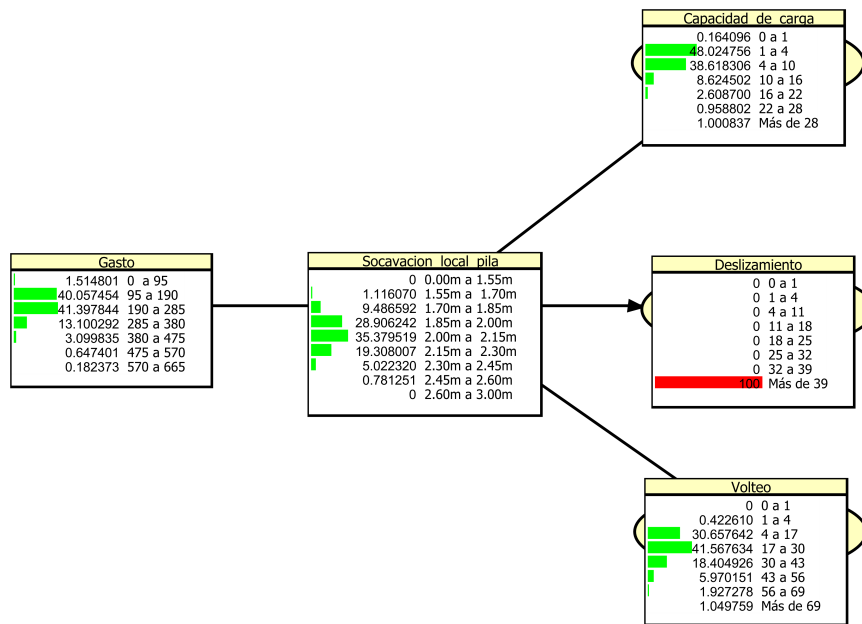 Capacidad de carga
0.164096 0 a 1
48.024756 1 a 4
38.618306 4 a 10
8.624502 10 a 16
2.608700 16 a 22
0.958802 22 a 28
1.000837 Más de 28
Gasto
1.514801 0 a 95
40.057454 95 a 190
41.397844 190 a 285
13.100292 285 a 380
3.099835 380 a 475
0.647401 475 a 570
0.182373 570 a 665
Socavacion local pila
0 0.00m a 1.55m
1.116070 1.55m a 1.70m
9.486592 1.70m a 1.85m
28.906242 1.85m a 2.00m
35.379519 2.00m a 2.15m
19.308007 2.15m a 2.30m
5.022320 2.30m a 2.45m
0.781251 2.45m a 2.60m
0 2.60m a 3.00m
Deslizamiento
0 0 a 1
0 1 a 4
0 4 a 11
0 11 a 18
0 18 a 25
0 25 a 32
0 32 a 39
100 Más de 39
Volteo
0 0 a 1
0.422610 1 a 4
30.657642 4 a 17
41.567634 17 a 30
18.404926 30 a 43
5.970151 43 a 56
1.927278 56 a 69
1.049759 Más de 69